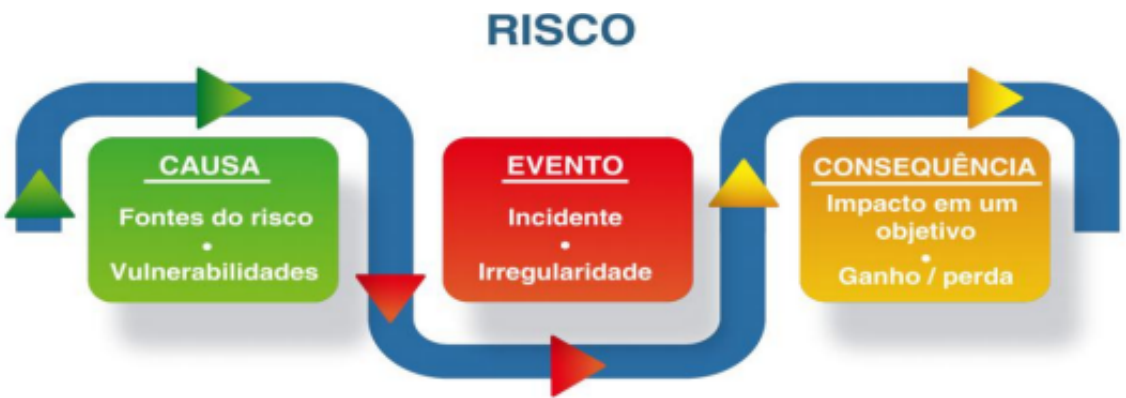 RISCO
CAUSA
Fontes do risco
•
Vulnerabilidades
EVENTO
Incidente
•
Irregularidade
CONSEQUÊNCIA
Impacto em um
objetivo
•
Ganho / perda